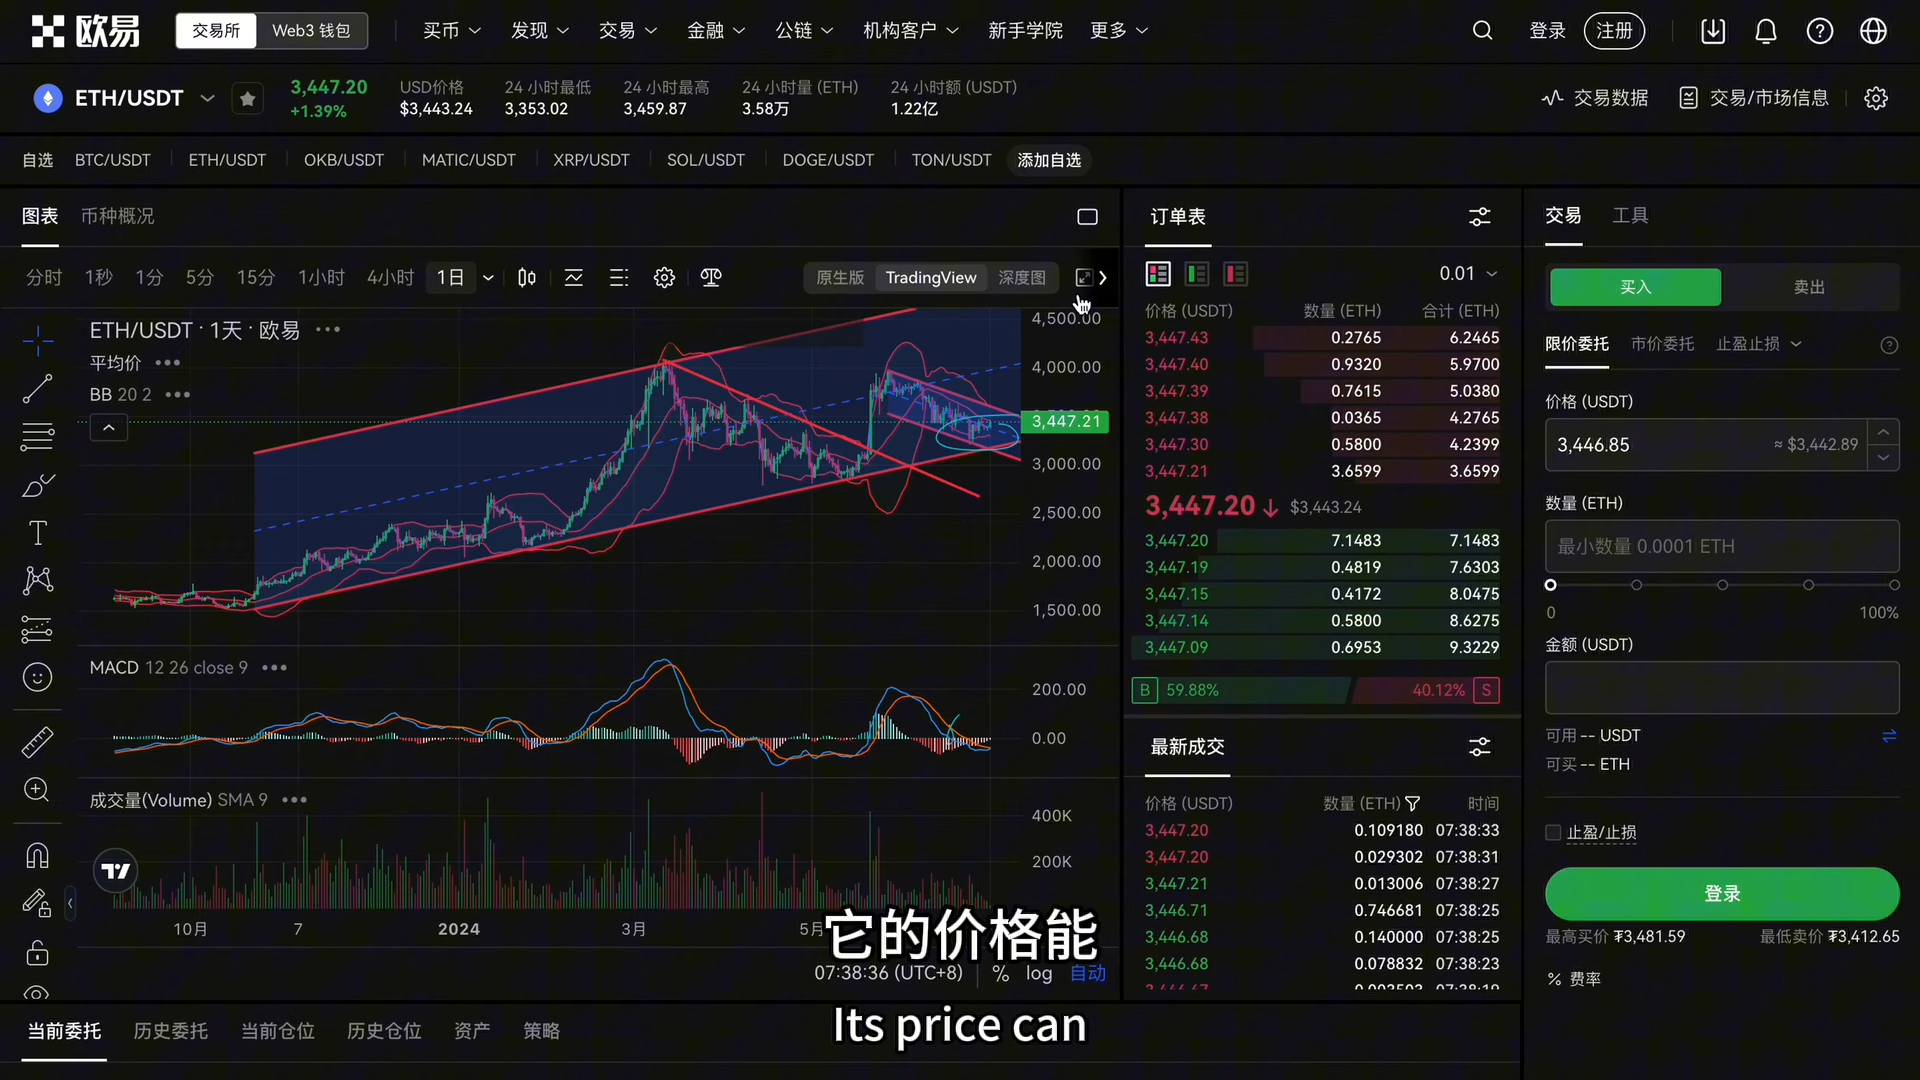 欧易
交易所 Web3 钱包
买币 发现 交易 金融 公链 机构客户 新手学院 更多
登录 注册
ETH/USDT
3,447.20
+1.39%
USD价格
$3,443.24
24 小时最低
3,353.02
24 小时最高
3,459.87
24 小时量 (ETH)
3.58万
24 小时额 (USDT)
1.22亿
交易数据 交易/市场信息
自选 BTC/USDT ETH/USDT OKB/USDT MATIC/USDT XRP/USDT SOL/USDT DOGE/USDT TON/USDT 添加自选
图表 币种概况
分时 1秒 1分 5分 15分 1小时 4小时 1日
原生版 TradingView 深度图
ETH/USDT · 1天 · 欧易
平均价
BB 20 2
4,500.00
4,000.00
3,447.21
3,000.00
2,500.00
2,000.00
1,500.00
MACD 12 26 close 9
200.00
0.00
成交量(Volume) SMA 9
400K
200K
10月 7 2024 3月 5月
07:38:36 (UTC+8) % log 自动
订单表
0.01
价格 (USDT) 数量 (ETH) 合计 (ETH)
3,447.43 0.2765 6.2465
3,447.40 0.9320 5.9700
3,447.39 0.7615 5.0380
3,447.38 0.0365 4.2765
3,447.30 0.5800 4.2399
3,447.21 3.6599 3.6599
3,447.20 $3,443.24
3,447.20 7.1483 7.1483
3,447.19 0.4819 7.6303
3,447.15 0.4172 8.0475
3,447.14 0.5800 8.6275
3,447.09 0.6953 9.3229
B 59.88% 40.12% S
最新成交
价格 (USDT) 数量 (ETH) 时间
3,447.20 0.109180 07:38:33
3,447.20 0.029302 07:38:31
3,447.21 0.013006 07:38:27
3,446.71 0.746681 07:38:25
3,446.68 0.140000 07:38:25
3,446.68 0.078832 07:38:23
交易 工具
买入 卖出
限价委托 市价委托 止盈止损
价格 (USDT)
3,446.85 ≈ $3,442.89
数量 (ETH)
最小数量 0.0001 ETH
0 100%
金额 (USDT)
可用 -- USDT
可买 -- ETH
止盈/止损
登录
最高买价 ₮3,481.59 最低卖价 ₮3,412.65
% 费率
当前委托 历史委托 当前仓位 历史仓位 资产 策略
它的价格能
Its price can